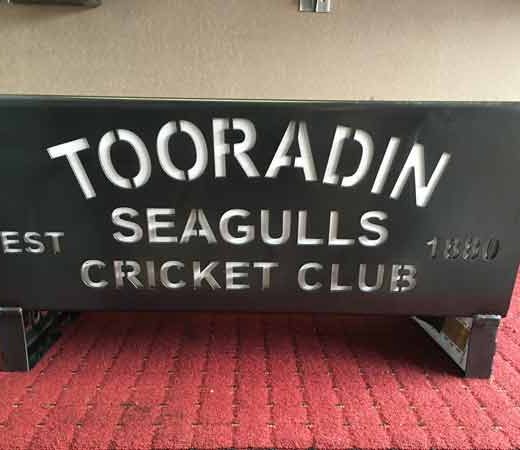 TOORADIN
SEAGULLS
EST 1880
CRICKET CLUB